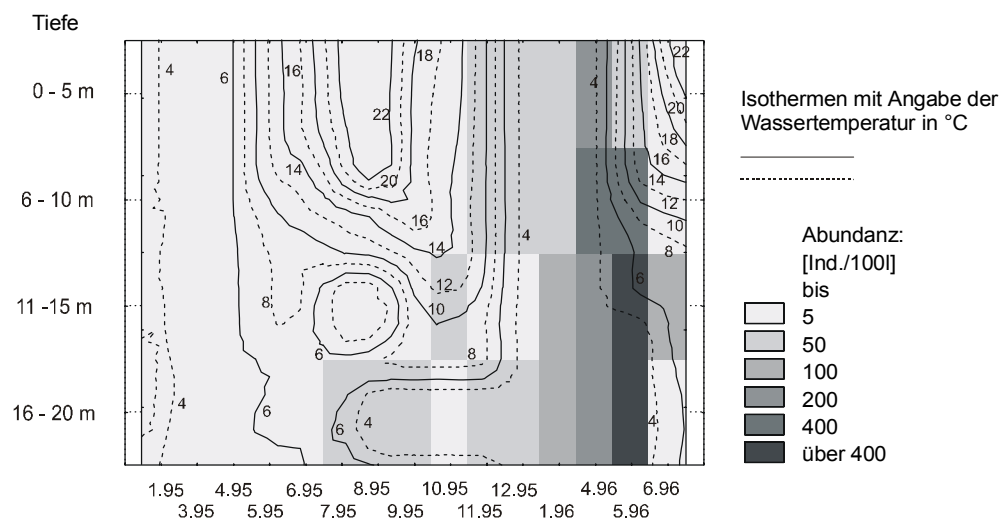 Tiefe
0 - 5 m
6 - 10 m
11 -15 m
16 - 20 m
4
6
16
18
22
4
22
20
18
16
14
12
10
8
14
20
16
14
4
12
10
8
6
8
6
4
6
6
4
4
1.95 4.95 6.95 8.95 10.95 12.95 4.96 6.96
3.95 5.95 7.95 9.95 11.95 1.96 5.96
Isothermen mit Angabe der
Wassertemperatur in °C
Abundanz:
[Ind./100l]
bis
5
50
100
200
400
über 400